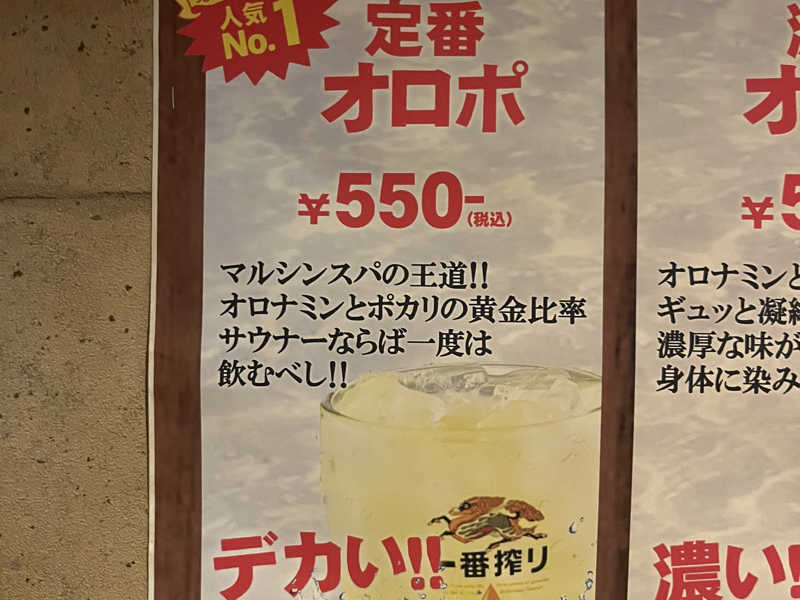 人気
No.1
定番
オロポ
¥550-
(税込)
マルシンスパの王道!!
オロナミンとポカリの黄金比率
サウナーならば一度は
飲むべし!!
一番搾り
デカい!!
オ
¥5
オロナミンと
ギュッと凝縮
濃厚な味が
身体に染み
濃い!